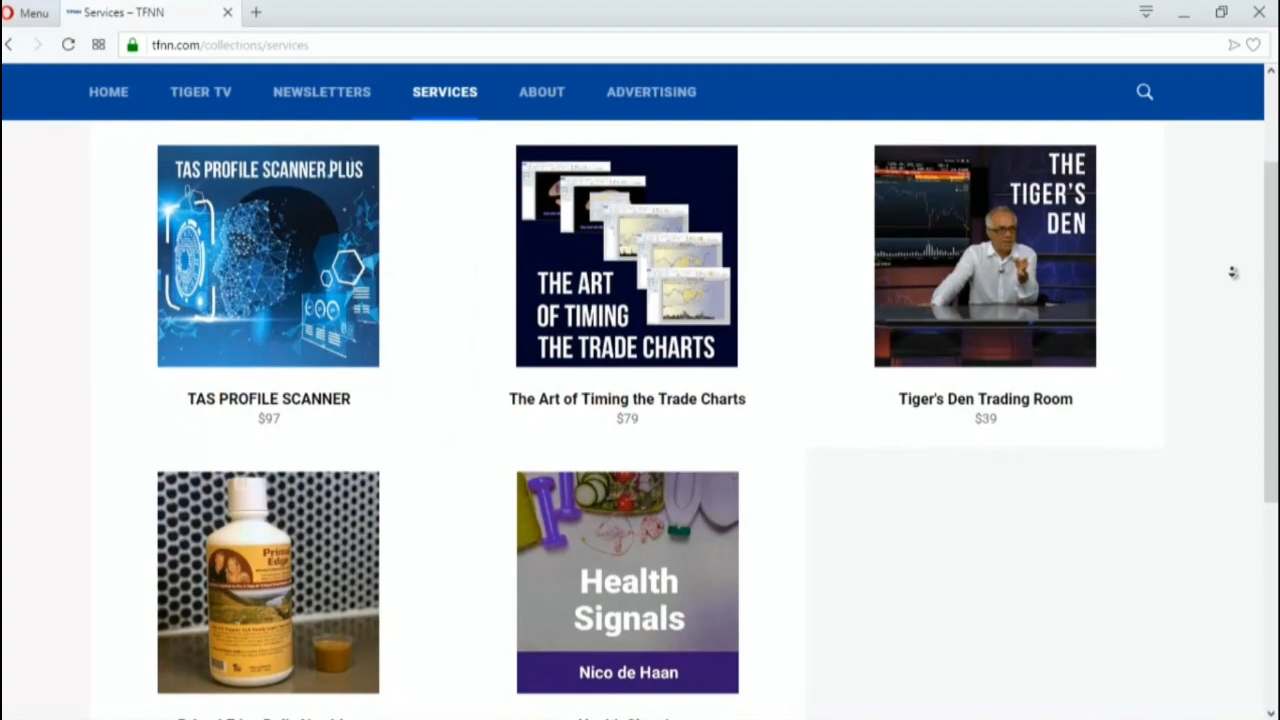 Menu
Services – TFNN
tfnn.com/collections/services
HOME
TIGER TV
NEWSLETTERS
SERVICES
ABOUT
ADVERTISING
TAS PROFILE SCANNER PLUS
THE ART
OF TIMING
THE TRADE CHARTS
THE
TIGER'S
DEN
TAS PROFILE SCANNER
$97
The Art of Timing the Trade Charts
$79
Tiger's Den Trading Room
$39
Primal
Edge
Health
Signals
Nico de Haan